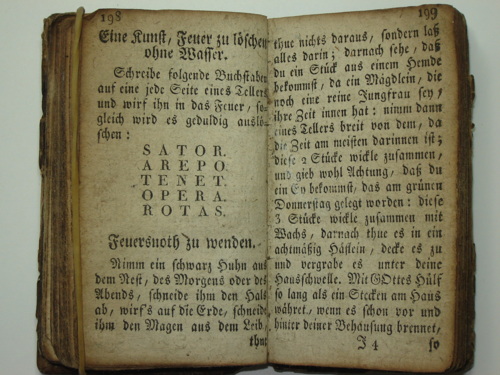 198
Eine Kunst, Feuer zu löschen
ohne Wasser.
Schreibe folgende Buchstaben
auf eine jede Seite eines Tellers
und wirf ihn in das Feuer, so-
gleich wird es geduldig auslö-
schen:
SATOR.
AREPO.
TENET.
OPERA.
ROTAS.
Feuersnoth zu wenden.
Nimm ein schwarz Huhn aus
dem Nest, des Morgens oder des
Abends, schneide ihm den Hals
ab, wirf's auf die Erde, schneide
ihm den Magen aus dem Leib,
thue
199
thue nichts daraus, sondern laß
alles darin; darnach sehe, daß
du ein Stück aus einem Hemde
bekommst, da ein Mägdlein, die
noch eine reine Jungfrau sey,
ihre Zeit innen hat: nimm dann
eines Tellers breit von dem, da
die Zeit am meisten darinnen ist;
diese 2 Stücke wickle zusammen,
und gieb wohl Achtung, daß du
ein Ey bekommst, das am grünen
Donnerstag gelegt worden: diese
3 Stücke wickle zusammen mit
Wachs, darnach thue es in ein
achtmäßig Häflein, decke es zu
und vergrabe es unter deine
Hausschwelle. Mit GOttes Hülf
so lang als ein Stecken am Haus
währet, wenn es schon vor und
hinter deiner Behausung brennet,
J 4 so